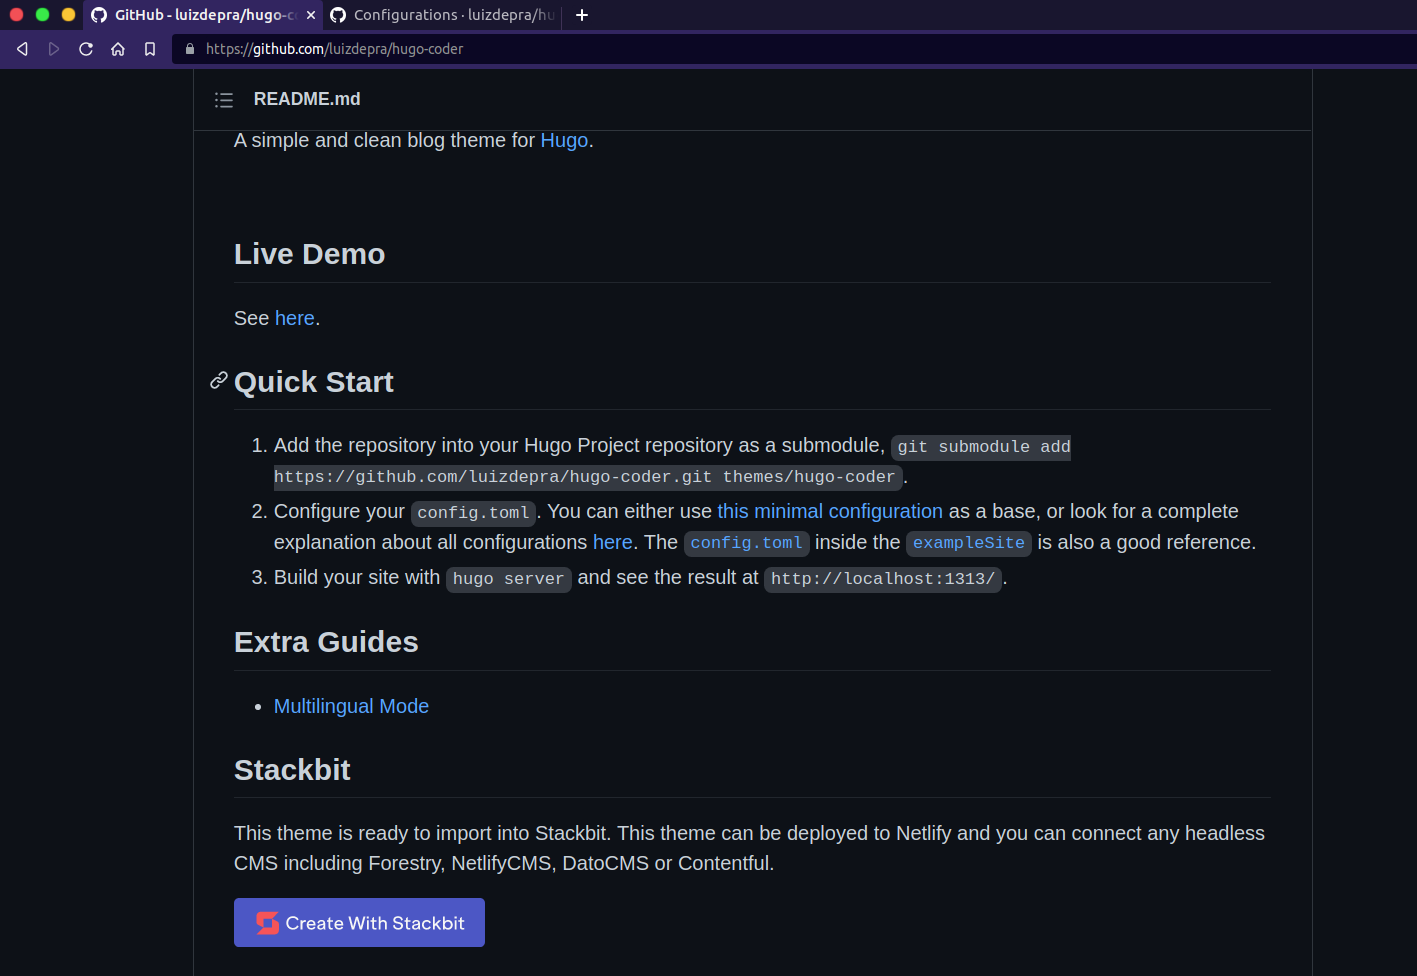 GitHub - luizdepra/hugo-c
Configurations · luizdepra/hu
https://github.com/luizdepra/hugo-coder
README.md
A simple and clean blog theme for Hugo.
Live Demo
See here.
Quick Start
1. Add the repository into your Hugo Project repository as a submodule, git submodule add
https://github.com/luizdepra/hugo-coder.git themes/hugo-coder.
2. Configure your config.toml. You can either use this minimal configuration as a base, or look for a complete
explanation about all configurations here. The config.toml inside the exampleSite is also a good reference.
3. Build your site with hugo server and see the result at http://localhost:1313/.
Extra Guides
• Multilingual Mode
Stackbit
This theme is ready to import into Stackbit. This theme can be deployed to Netlify and you can connect any headless
CMS including Forestry, NetlifyCMS, DatoCMS or Contentful.
Create With Stackbit